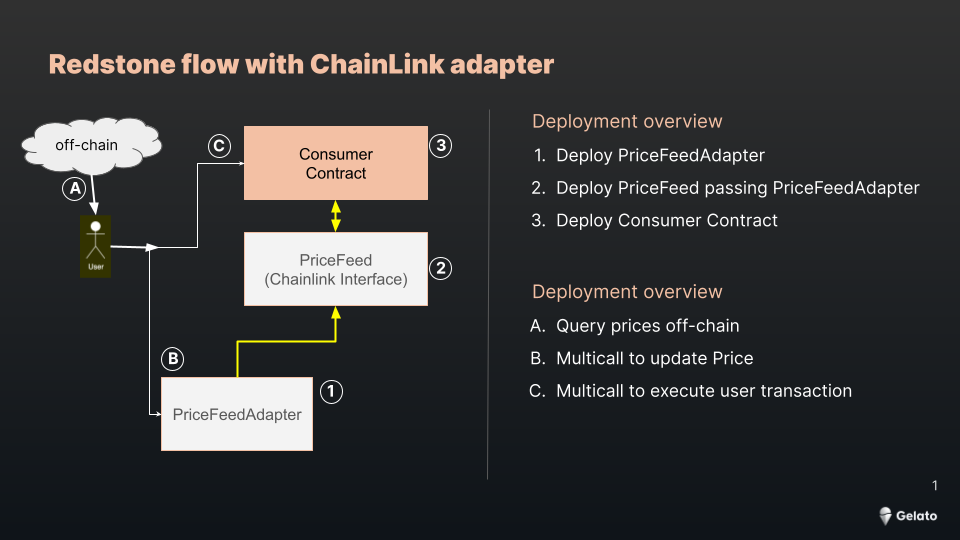 Redstone flow with ChainLink adapter
off-chain
A
User
C
Consumer
Contract
3
PriceFeed
(Chainlink Interface)
2
B
PriceFeedAdapter
1
Deployment overview
1. Deploy PriceFeedAdapter
2. Deploy PriceFeed passing PriceFeedAdapter
3. Deploy Consumer Contract
Deployment overview
A. Query prices off-chain
B. Multicall to update Price
C. Multicall to execute user transaction
1
Gelato